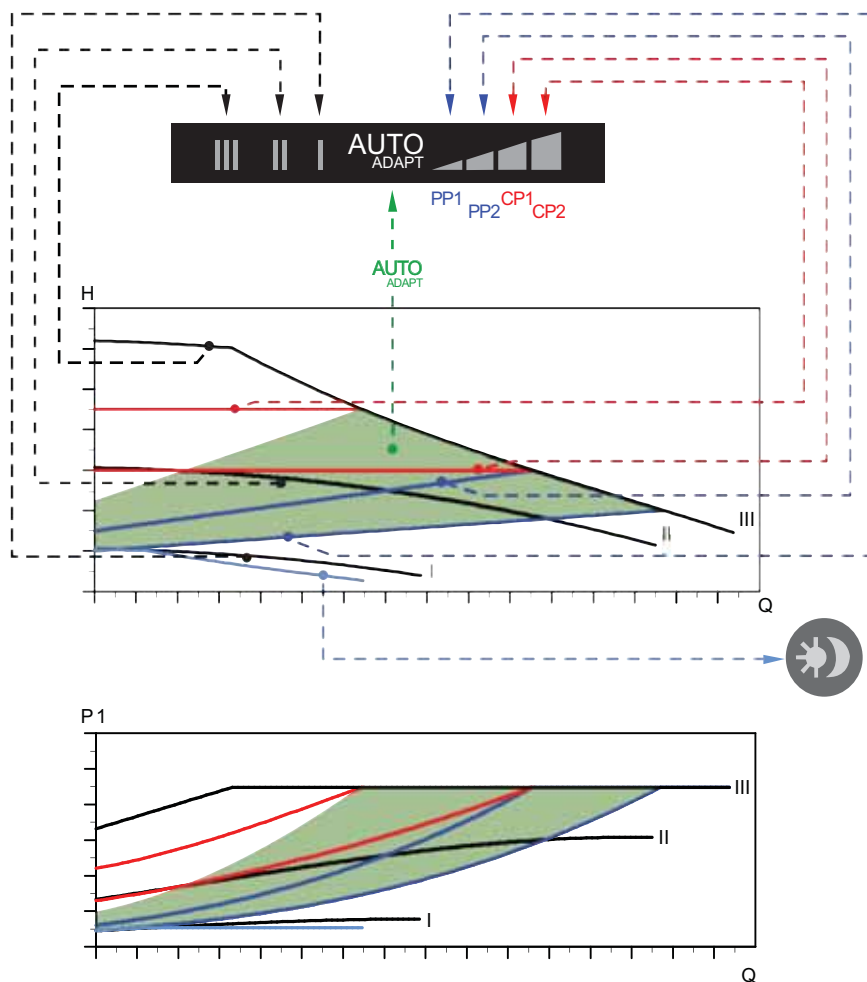 III II I AUTO
ADAPT
PP1 CP1
PP2 CP2
AUTO
ADAPT
H
III
II
I
Q
P1
III
II
I
Q